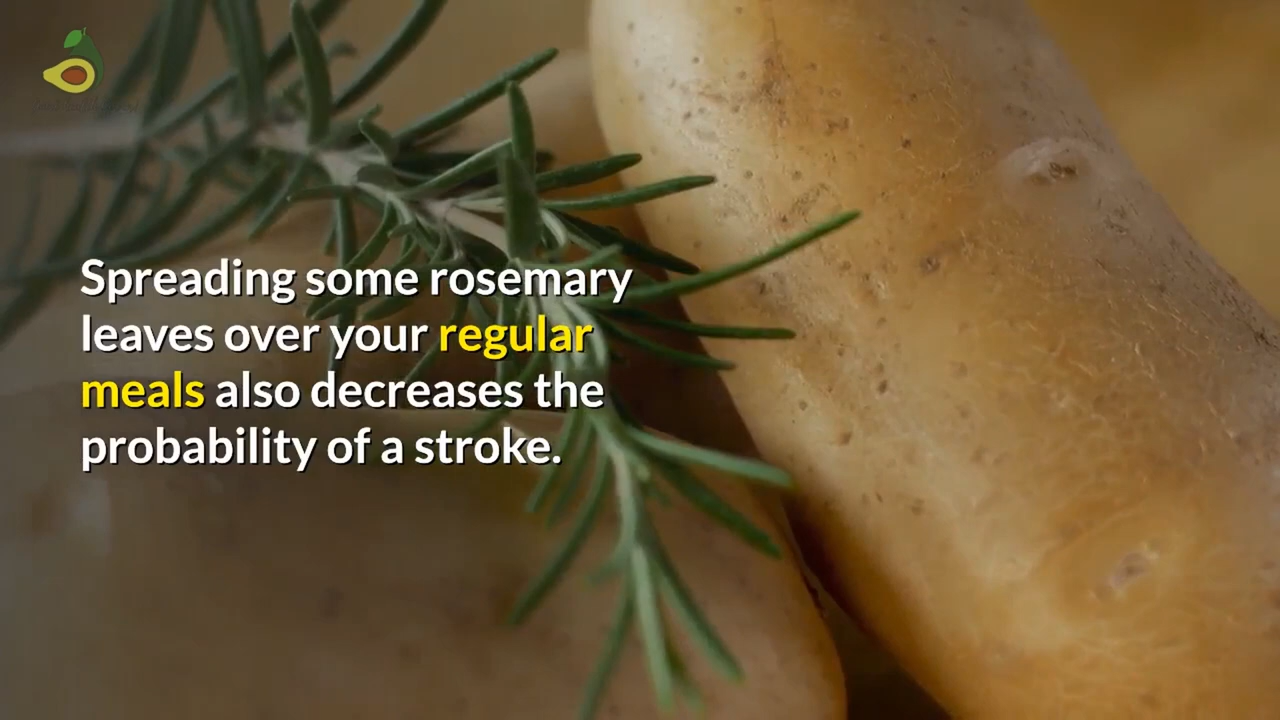 Spreading some rosemary
leaves over your regular
meals also decreases the
probability of a stroke.